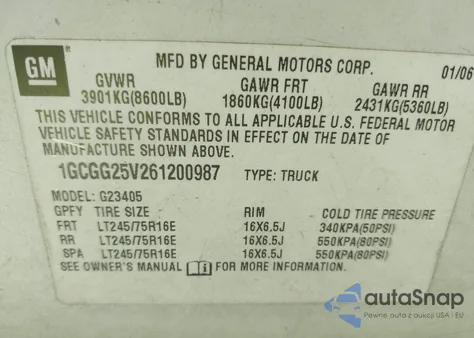 GM
MFD BY GENERAL MOTORS CORP. 01/06
GVWR GAWR FRT GAWR RR
3901KG(8600LB) 1860KG(4100LB) 2431KG(5360LB)
THIS VEHICLE CONFORMS TO ALL APPLICABLE U.S. FEDERAL MOTOR
VEHICLE SAFETY STANDARDS IN EFFECT ON THE DATE
OF MANUFACTURE SHOWN ABOVE.
1GCGG25V261200987 TYPE: TRUCK
MODEL: G23405
GPFY TIRE SIZE RIM COLD TIRE PRESSURE
FRT LT245/75R16E 16X6.5J 340KPA(50PSI)
RR LT245/75R16E 16X6.5J 550KPA(80PSI)
SPA LT245/75R16E 16X6.5J 550KPA(80PSI)
SEE OWNER'S MANUAL FOR MORE INFORMATION.
autoSnap
Pewne auta z aukcji USA i EU